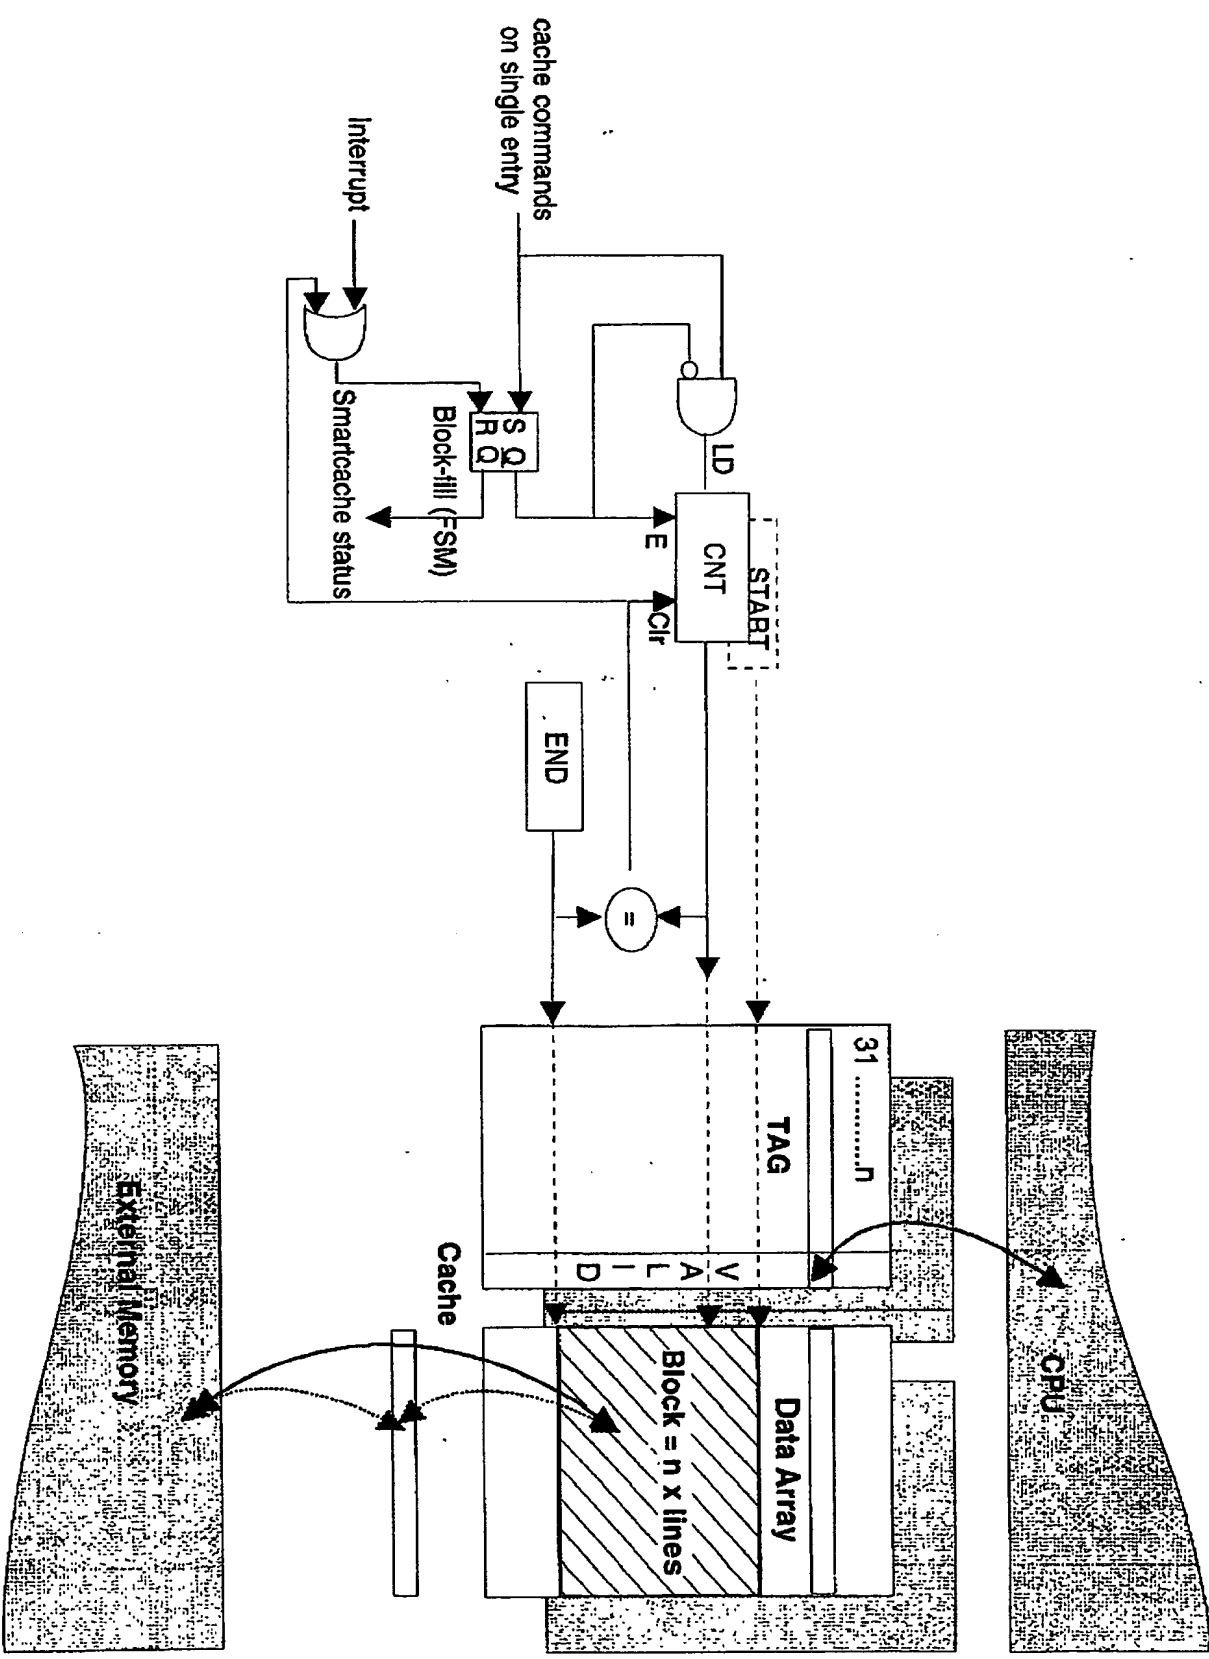 CPU
31 ..............n
TAG
Data Array
VALID
Block = n x lines
Cache
External Memory
START
CNT
LD
E
Clr
END
=
cache commands
on single entry
Interrupt
S Q
R Q
Block-fill (FSM)
Smartcache status